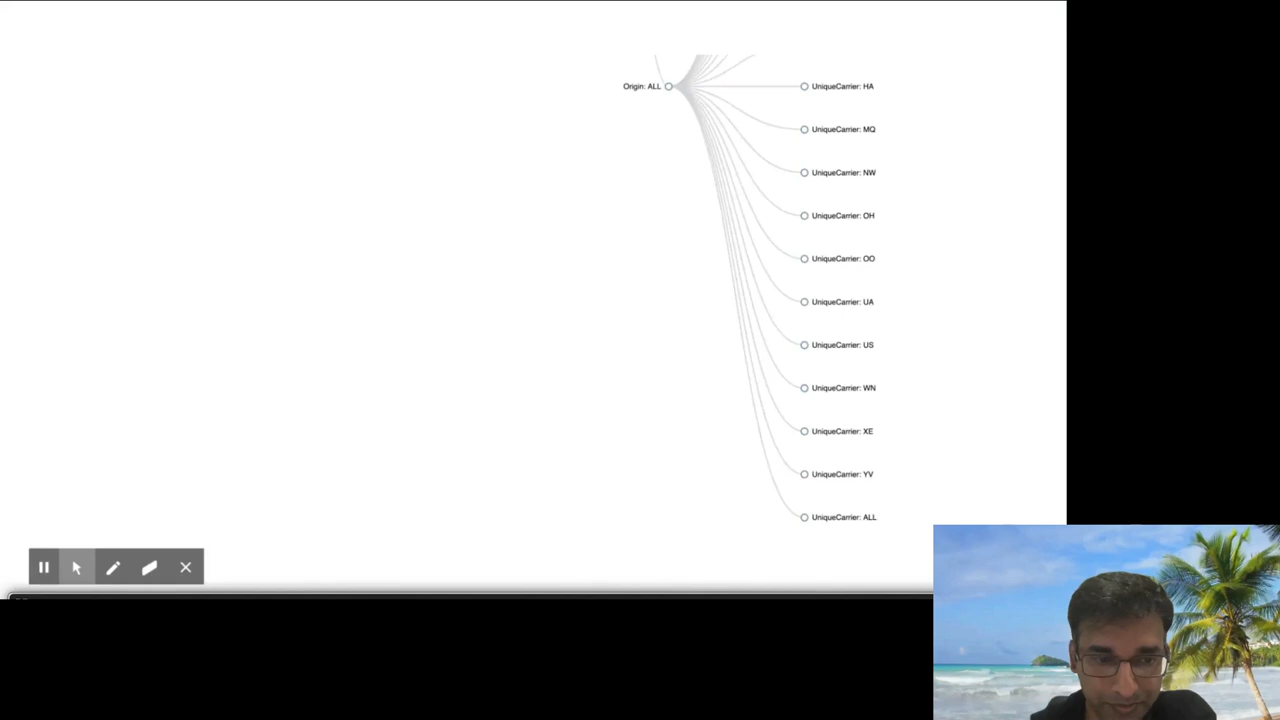 Origin: ALL
UniqueCarrier: HA
UniqueCarrier: MQ
UniqueCarrier: NW
UniqueCarrier: OH
UniqueCarrier: OO
UniqueCarrier: UA
UniqueCarrier: US
UniqueCarrier: WN
UniqueCarrier: XE
UniqueCarrier: YV
UniqueCarrier: ALL